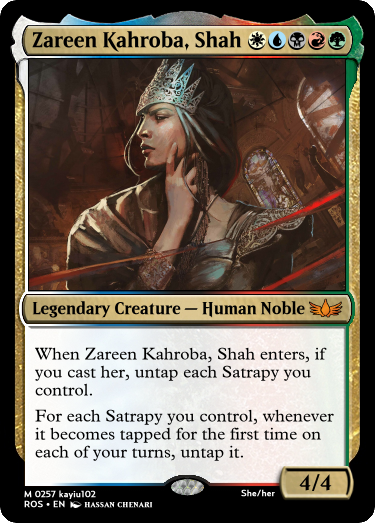 Zareen Kahroba, Shah
Legendary Creature — Human Noble
When Zareen Kahroba, Shah enters, if
you cast her, untap each Satrapy you
control.
For each Satrapy you control, whenever
it becomes tapped for the first time on
each of your turns, untap it.
4/4
M 0257 kayiu102
She/her
ROS • EN HASSAN CHENARI